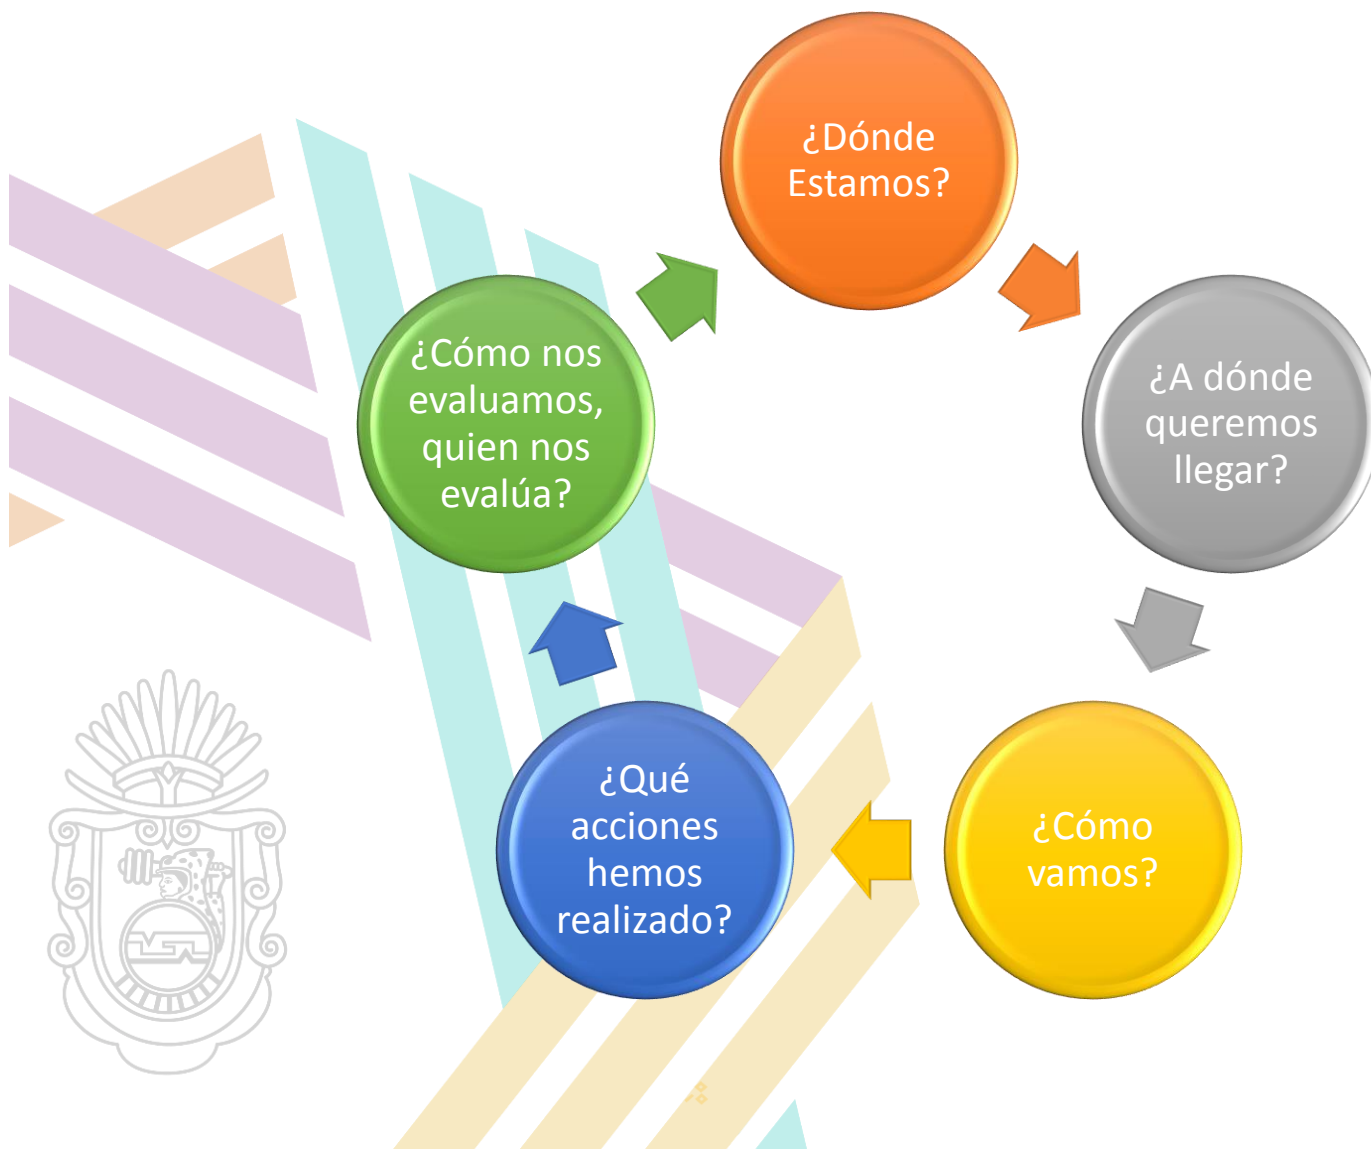 ¿Dónde
Estamos?
¿A dónde
queremos
llegar?
¿Cómo
vamos?
¿Qué
acciones
hemos
realizado?
¿Cómo nos
evaluamos,
quien nos
evalúa?